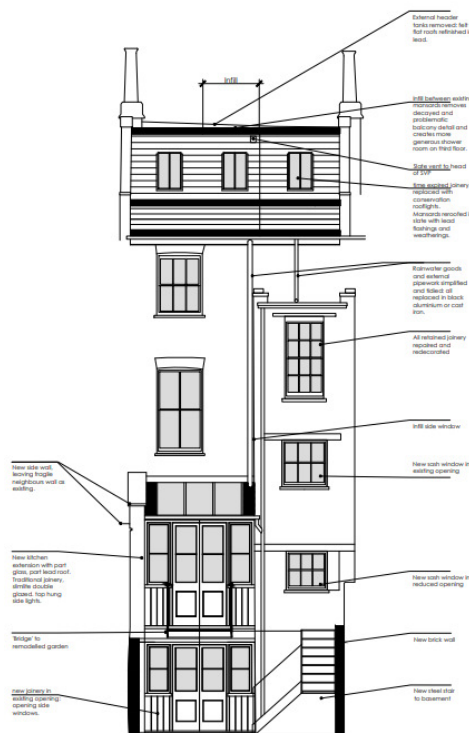 External header
tanks removed: felt
flat roofs refinished i
lead.
infill
Infill between existin
mansards removes
decayed and
problematic
balcony detail and
creates more
generous shower
room on third floor.
Slate vent to head
of SVP
time expired joinery
replaced with
conservation
rooflights.
Mansards reroofed i
slate with lead
flashings and
weatherings.
Rainwater goods
and external
pipework simplified
and tidied: all
replaced in black
aluminium or cast
iron.
All retained joinery
repaired and
redecorated
Infill side window
New side wall,
leaving fragile
neighbours wall as
existing.
New sash window in
existing opening
New kitchen
extension with part
glass, part lead roof.
Traditional joinery,
slimlite double
glazed, top hung
side lights.
New sash window in
reduced opening
'Bridge' to
remodelled garden
New brick wall
new joinery in
existing opening:
opening side
windows.
New steel stair
to basement